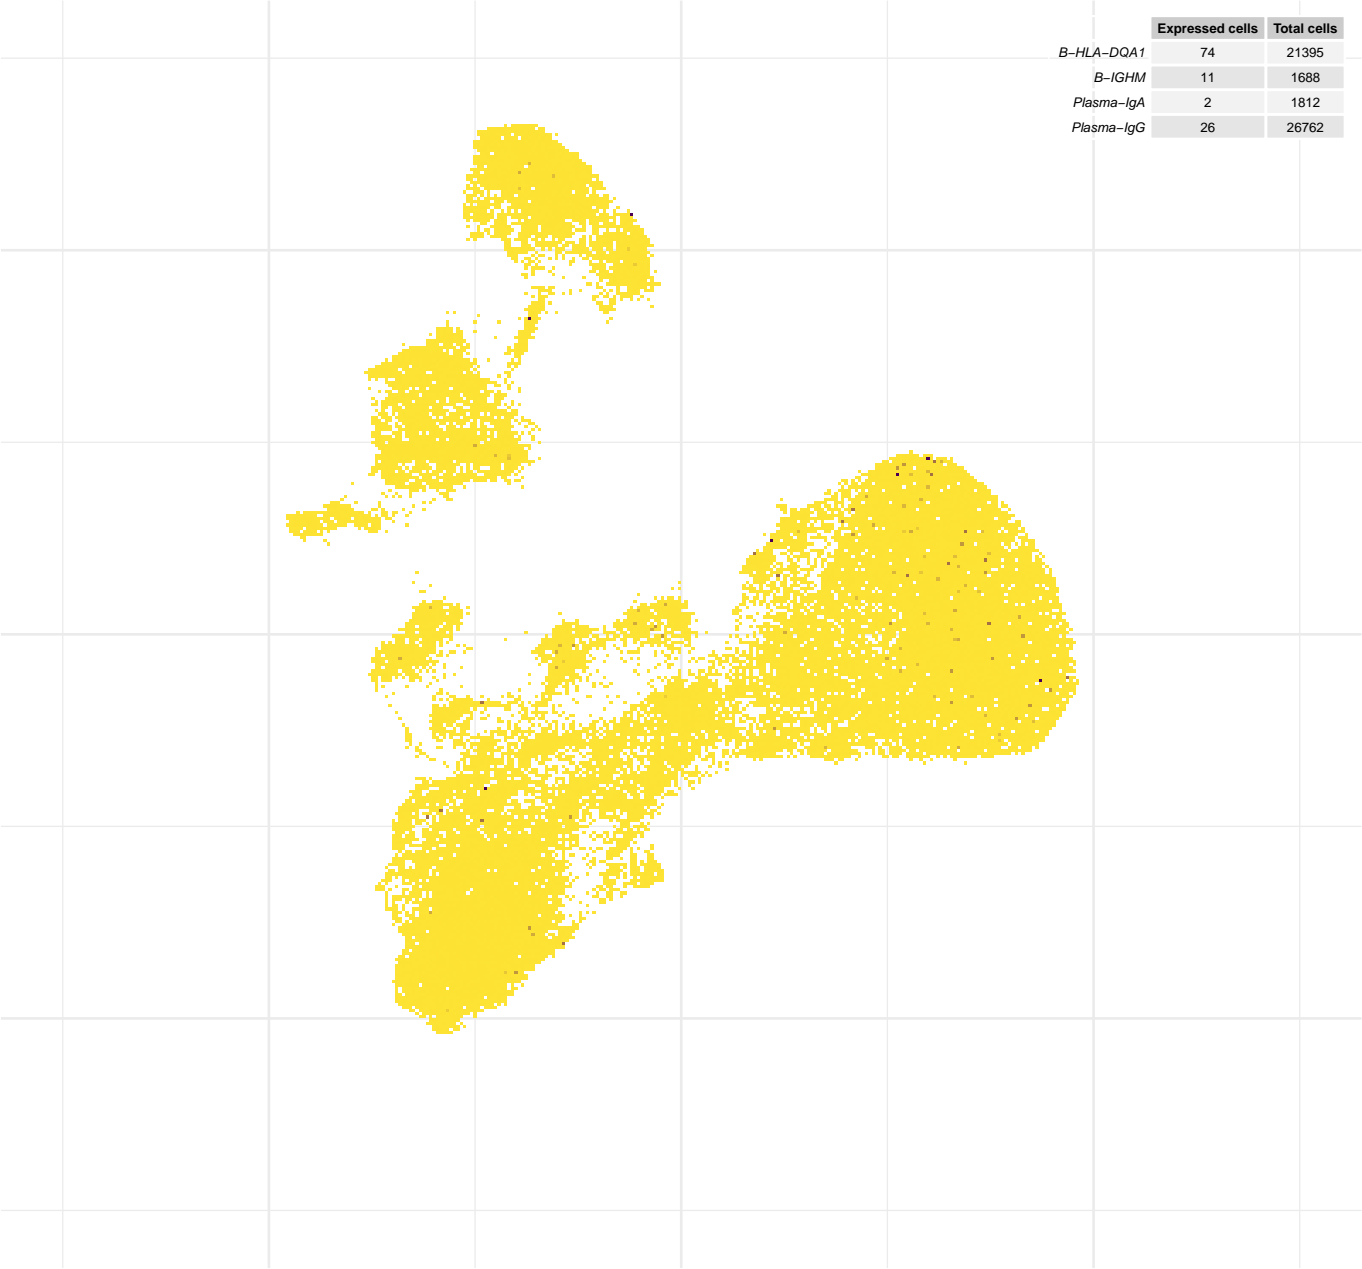 Expressed cells Total cells
B−HLA−DQA1 74 21395
B−IGHM 11 1688
Plasma−IgA 2 1812
Plasma−IgG 26 26762